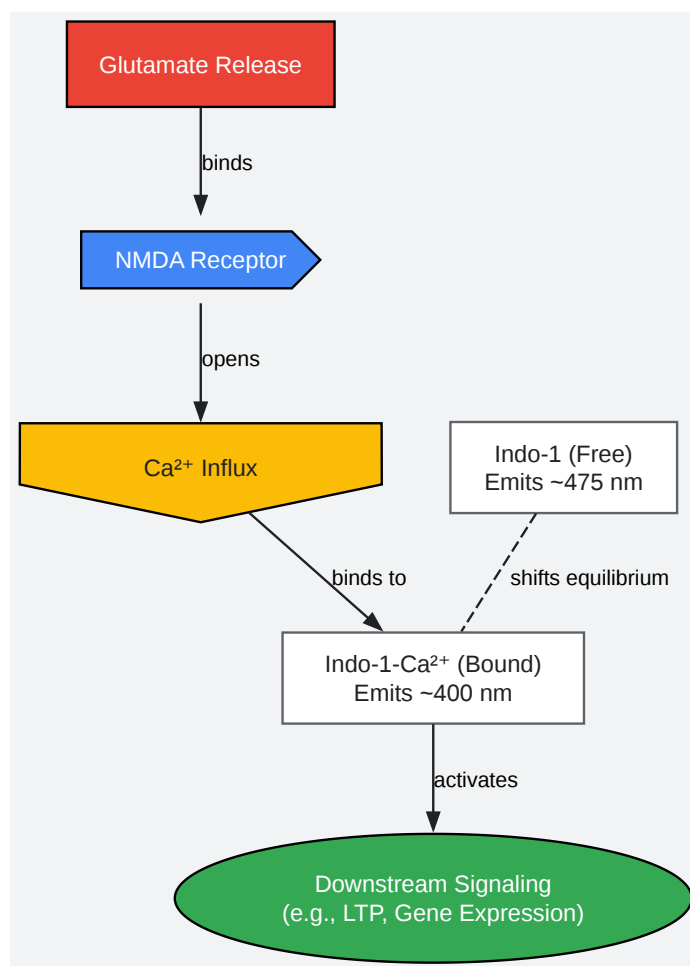 Glutamate Release
binds
NMDA Receptor
opens
Ca²⁺ Influx
Indo-1 (Free)
Emits ~475 nm
binds to
shifts equilibrium
Indo-1-Ca²⁺ (Bound)
Emits ~400 nm
activates
Downstream Signaling
(e.g., LTP, Gene Expression)